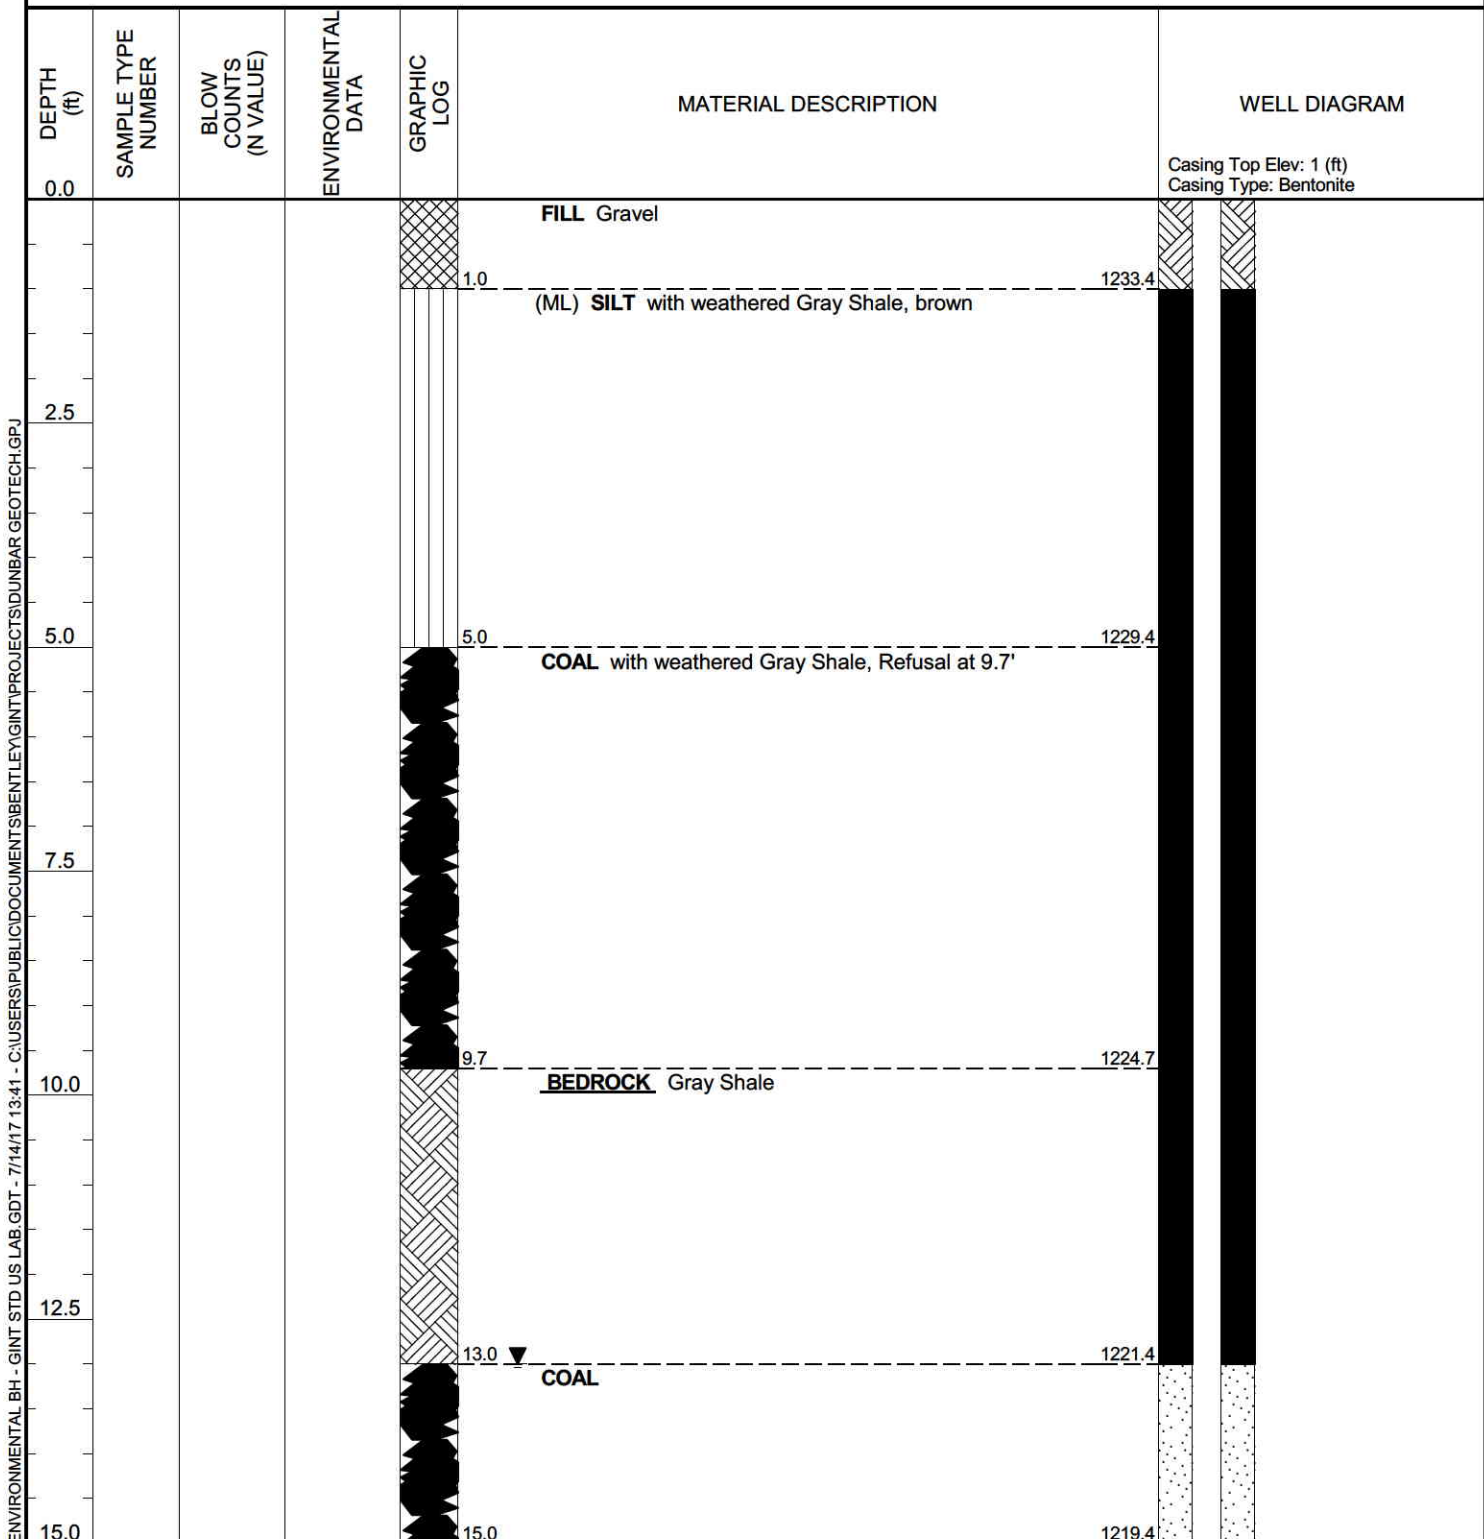 DEPTH
(ft)
SAMPLE TYPE
NUMBER
BLOW
COUNTS
(N VALUE)
ENVIRONMENTAL
DATA
GRAPHIC
LOG
MATERIAL DESCRIPTION
WELL DIAGRAM
Casing Top Elev: 1 (ft)
Casing Type: Bentonite
0.0
FILL Gravel
1.0 1233.4
(ML) SILT with weathered Gray Shale, brown
2.5
5.0
5.0 1229.4
COAL with weathered Gray Shale, Refusal at 9.7'
7.5
9.7 1224.7
BEDROCK Gray Shale
10.0
12.5
13.0 1221.4
COAL
15.0
15.0 1219.4
ENVIRONMENTAL BH - GINT STD US LAB.GDT - 7/14/17 13:41 - C:\USERS\PUBLIC\DOCUMENTS\BENTLEY\GINT\PROJECTS\DUNBAR GEOTECH.GPJ